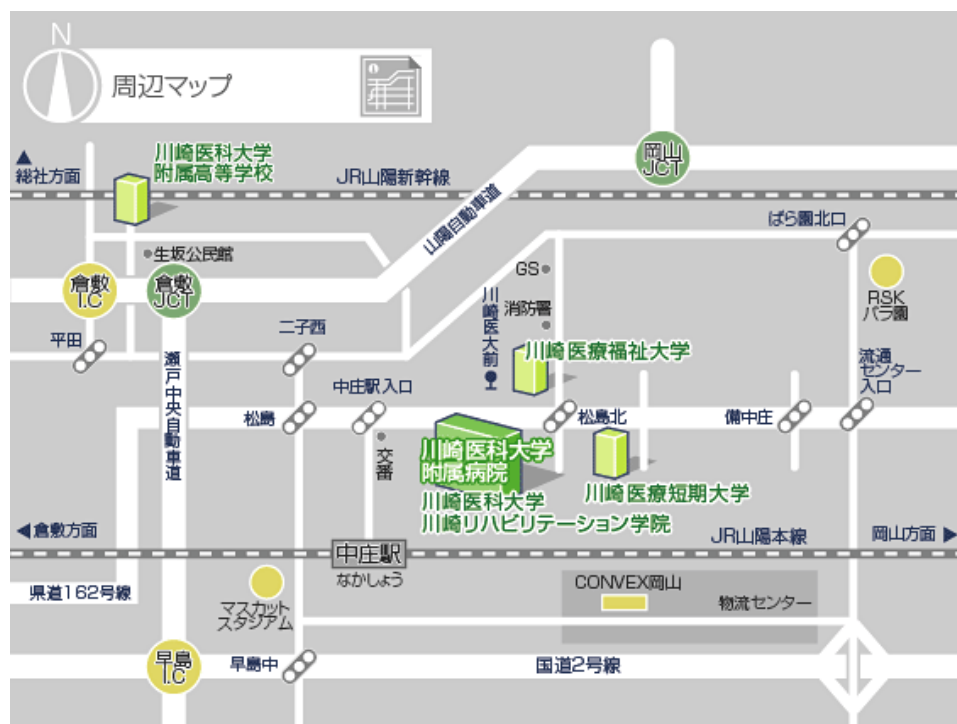 N
周辺マップ
岡山
JCT
川崎医科大学
附属高等学校
▲
総社方面
JR山陽新幹線
山陽自動車道
ばら園北口
生坂公民館
GS
倉敷
I.C
倉敷
JCT
RSK
バラ園
川崎医大前
消防署
平田
二子西
川崎医療福祉大学
流通
センター
入口
瀬戸中央自動車道
中庄駅入口
松島
松島北
備中庄
交番
川崎医科大学
附属病院
川崎医科大学
川崎リハビリテーション学院
川崎医療短期大学
◀倉敷方面
JR山陽本線
岡山方面▶
中庄駅
なかしょう
県道162号線
マスカット
スタジアム
CONVEX岡山
物流センター
早島
I.C
早島中
国道2号線